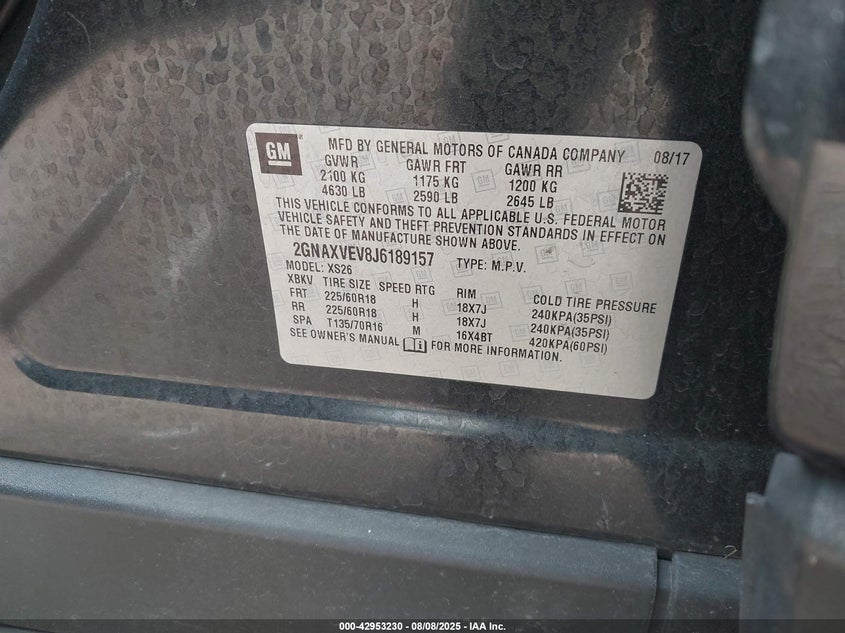 GM
MFD BY GENERAL MOTORS OF CANADA COMPANY 08/17
GVWR GAWR FRT GAWR RR
2100 KG 1175 KG 1200 KG
4630 LB 2590 LB 2645 LB
THIS VEHICLE CONFORMS TO ALL APPLICABLE U.S. FEDERAL MOTOR
VEHICLE SAFETY AND THEFT PREVENTION STANDARDS IN EFFECT ON
THE DATE OF MANUFACTURE SHOWN ABOVE.
2GNAXVEV8J6189157 TYPE: M.P.V.
MODEL: XS26
XBKV TIRE SIZE SPEED RTG RIM COLD TIRE PRESSURE
FRT 225/60R18 H 18X7J 240KPA(35PSI)
RR 225/60R18 H 18X7J 240KPA(35PSI)
SPA T135/70R16 M 16X4BT 420KPA(60PSI)
SEE OWNER'S MANUAL FOR MORE INFORMATION.
000-42953230 - 08/08/2025 - IAA Inc.